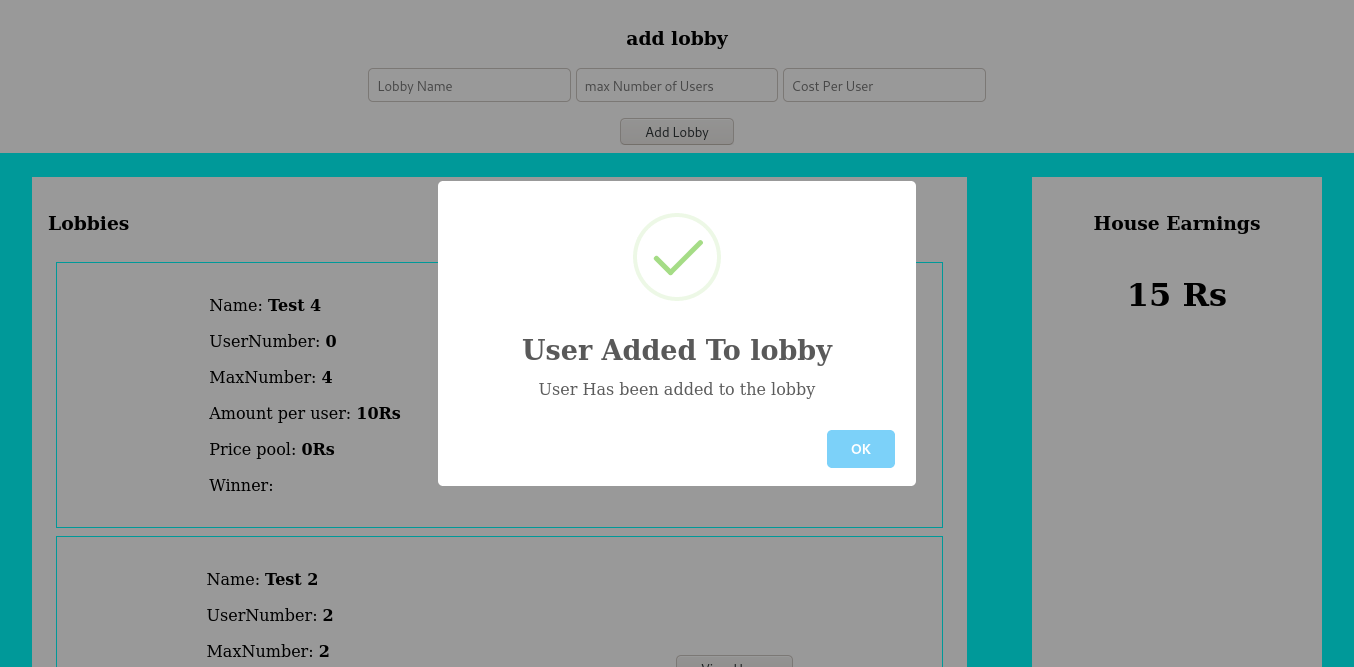 add lobby
Lobby Name
max Number of Users
Cost Per User
Add Lobby
Lobbies
Name: Test 4
UserNumber: 0
MaxNumber: 4
Amount per user: 10Rs
Price pool: 0Rs
Winner:
Name: Test 2
UserNumber: 2
MaxNumber: 2
User Added To lobby
User Has been added to the lobby
OK
House Earnings
15 Rs